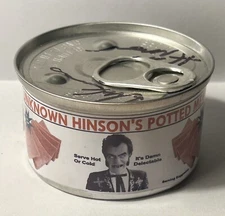 KNOWN HINSON'S POTTED M
Serve Hot
Or Cold
It's Damn
Delectable